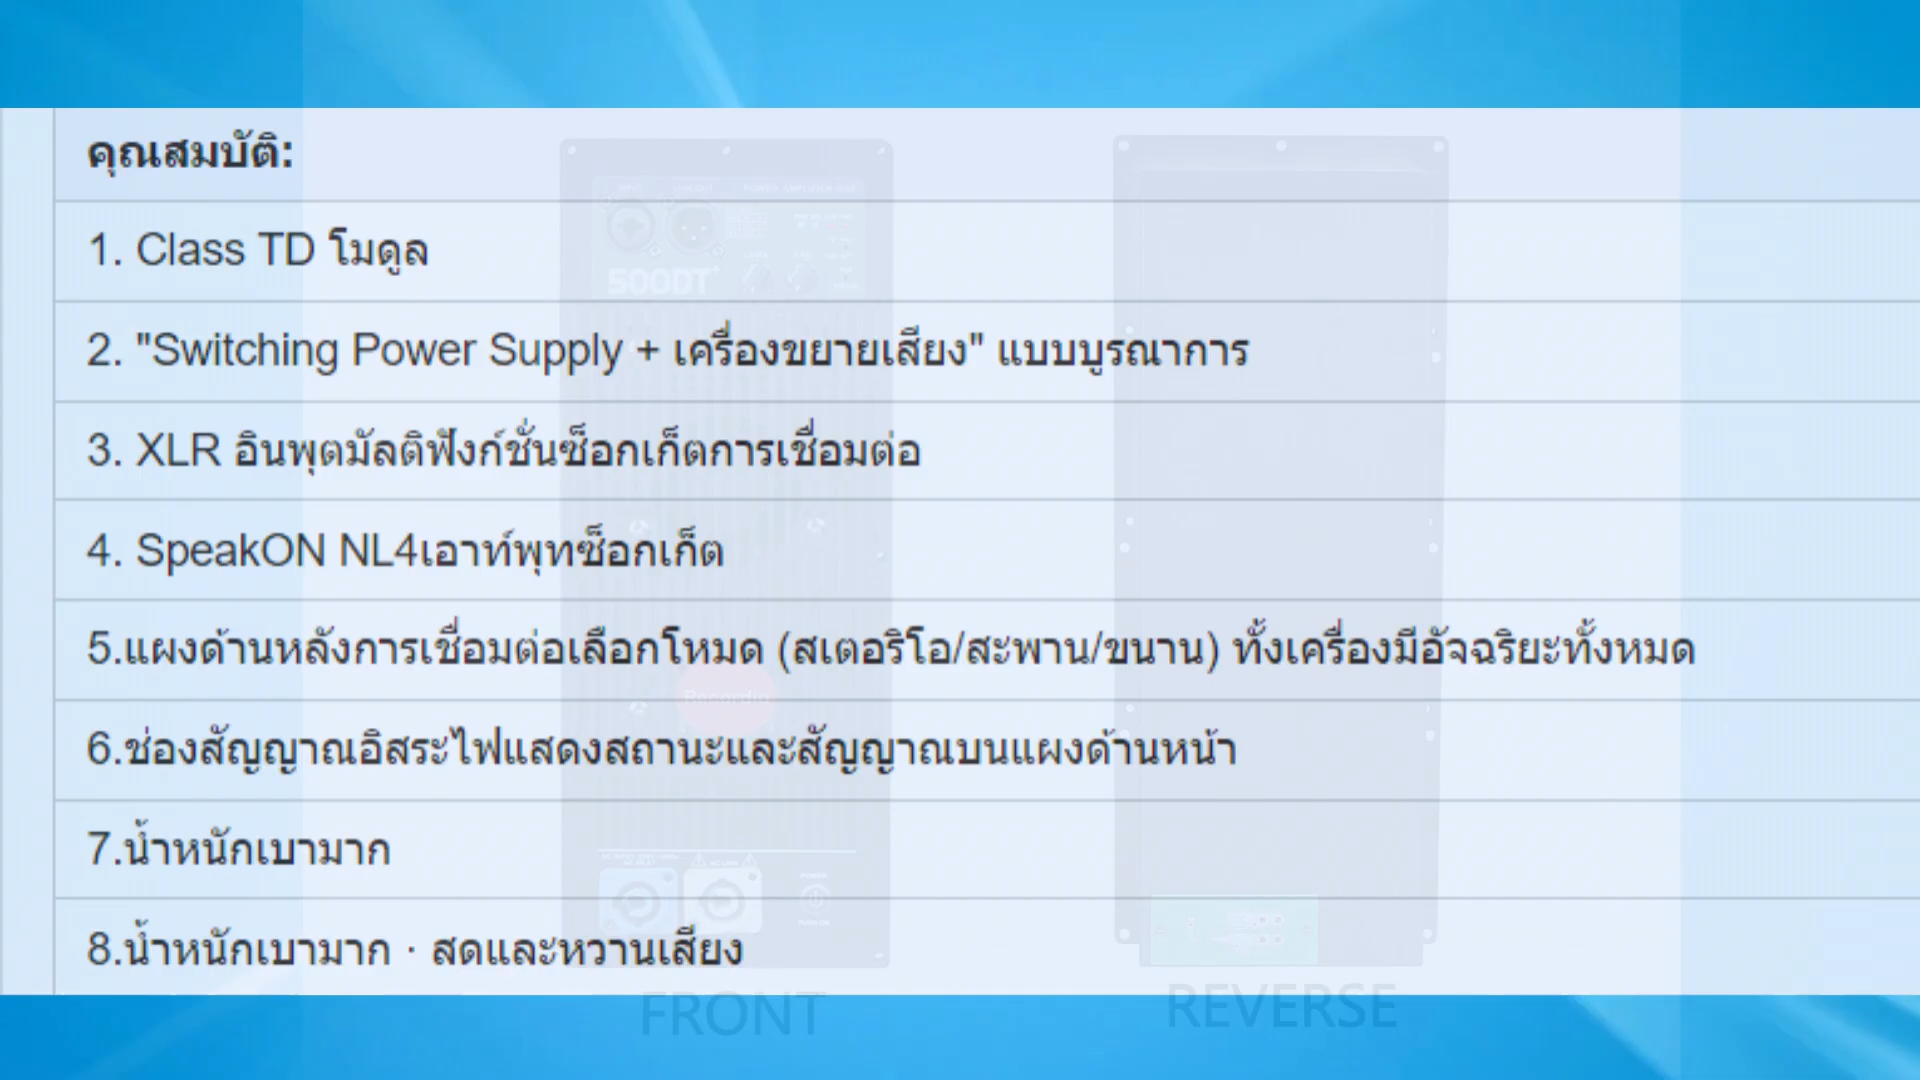 คุณสมบัติ:
1. Class TD โมดูล
2. "Switching Power Supply + เครื่องขยายเสียง" แบบบูรณาการ
3. XLR อินพุตมัลติฟังก์ชั่นซ็อกเก็ตการเชื่อมต่อ
4. SpeakON NL4เอาท์พุทซ็อกเก็ต
5.แผงด้านหลังการเชื่อมต่อเลือกโหมด (สเตอริโอ/สะพาน/ขนาน) ทั้งเครื่องมีอัจฉริยะทั้งหมด
6.ช่องสัญญาณอิสระไฟแสดงสถานะและสัญญาณบนแผงด้านหน้า
7.น้ำหนักเบามาก
8.น้ำหนักเบามาก · สดและหวานเสียง
500DT
FRONT
REVERSE